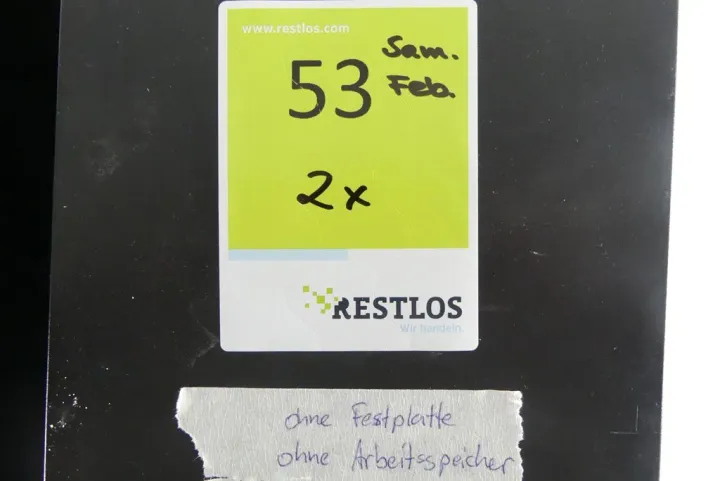 www.restlos.com
Sam.
53 Feb.
2x
RESTLOS
Wir handeln.
ohne Festplatte
ohne Arbeitsspeicher